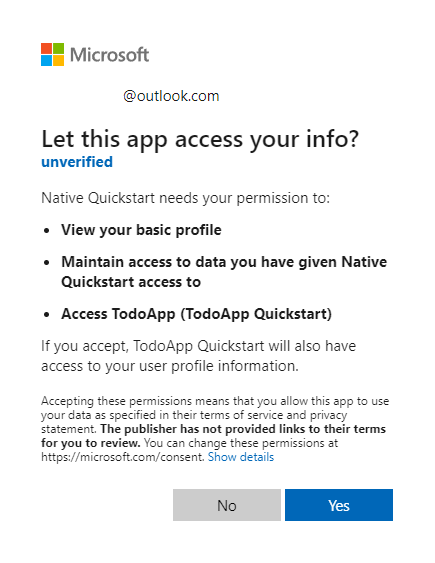 Microsoft
@outlook.com
Let this app access your info?
unverified
Native Quickstart needs your permission to:
• View your basic profile
• Maintain access to data you have given Native
Quickstart access to
• Access TodoApp (TodoApp Quickstart)
If you accept, TodoApp Quickstart will also have
access to your user profile information.
Accepting these permissions means that you allow this app to use
your data as specified in their terms of service and privacy
statement. The publisher has not provided links to their terms
for you to review. You can change these permissions at
https://microsoft.com/consent. Show details
No Yes